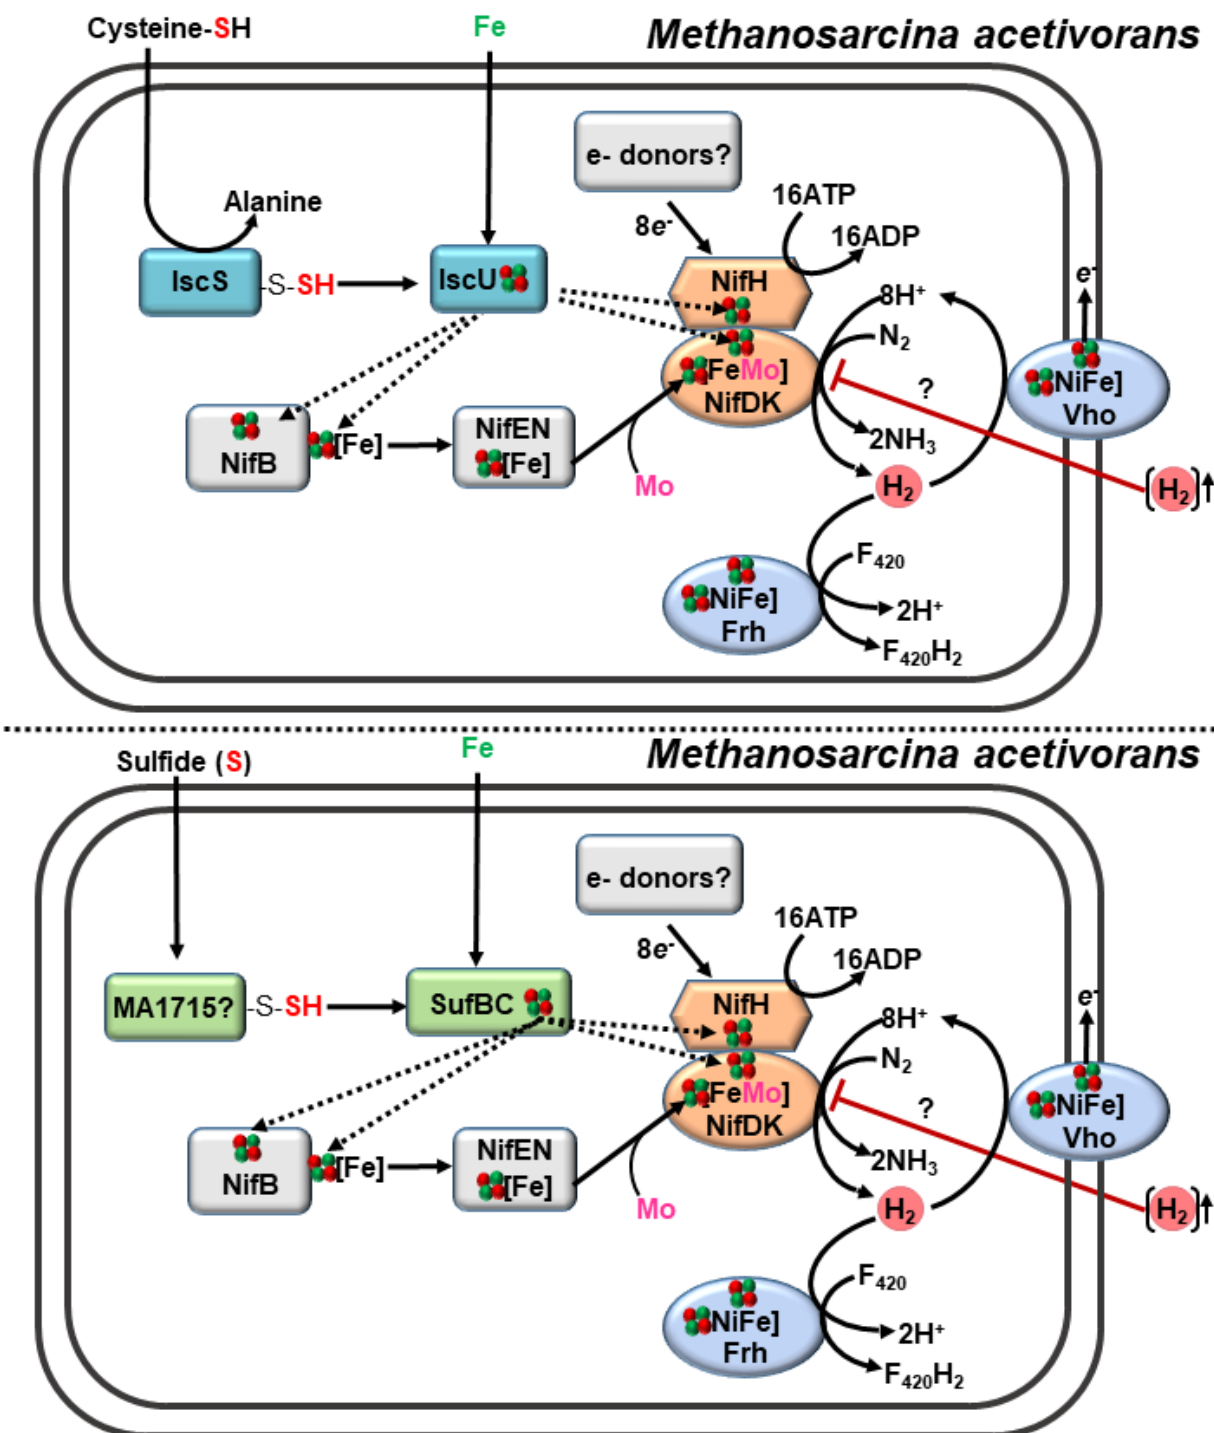 Cysteine-SH
Fe
Methanosarcina acetivorans
e- donors?
Alanine
16ATP
8e-
16ADP
IscS
-S-SH
IscU
NifH
e-
8H+
N2
[FeMo]
NifDK
?
NiFe]
Vho
NifB
[Fe]
NifEN
[Fe]
2NH3
Mo
H2
[H2]
F420
NiFe]
Frh
2H+
F420H2
Sulfide (S)
Fe
Methanosarcina acetivorans
e- donors?
16ATP
8e-
16ADP
MA1715?
-S-SH
SufBC
NifH
e-
8H+
N2
[FeMo]
NifDK
?
NiFe]
Vho
NifB
[Fe]
NifEN
[Fe]
2NH3
Mo
H2
[H2]
F420
NiFe]
Frh
2H+
F420H2